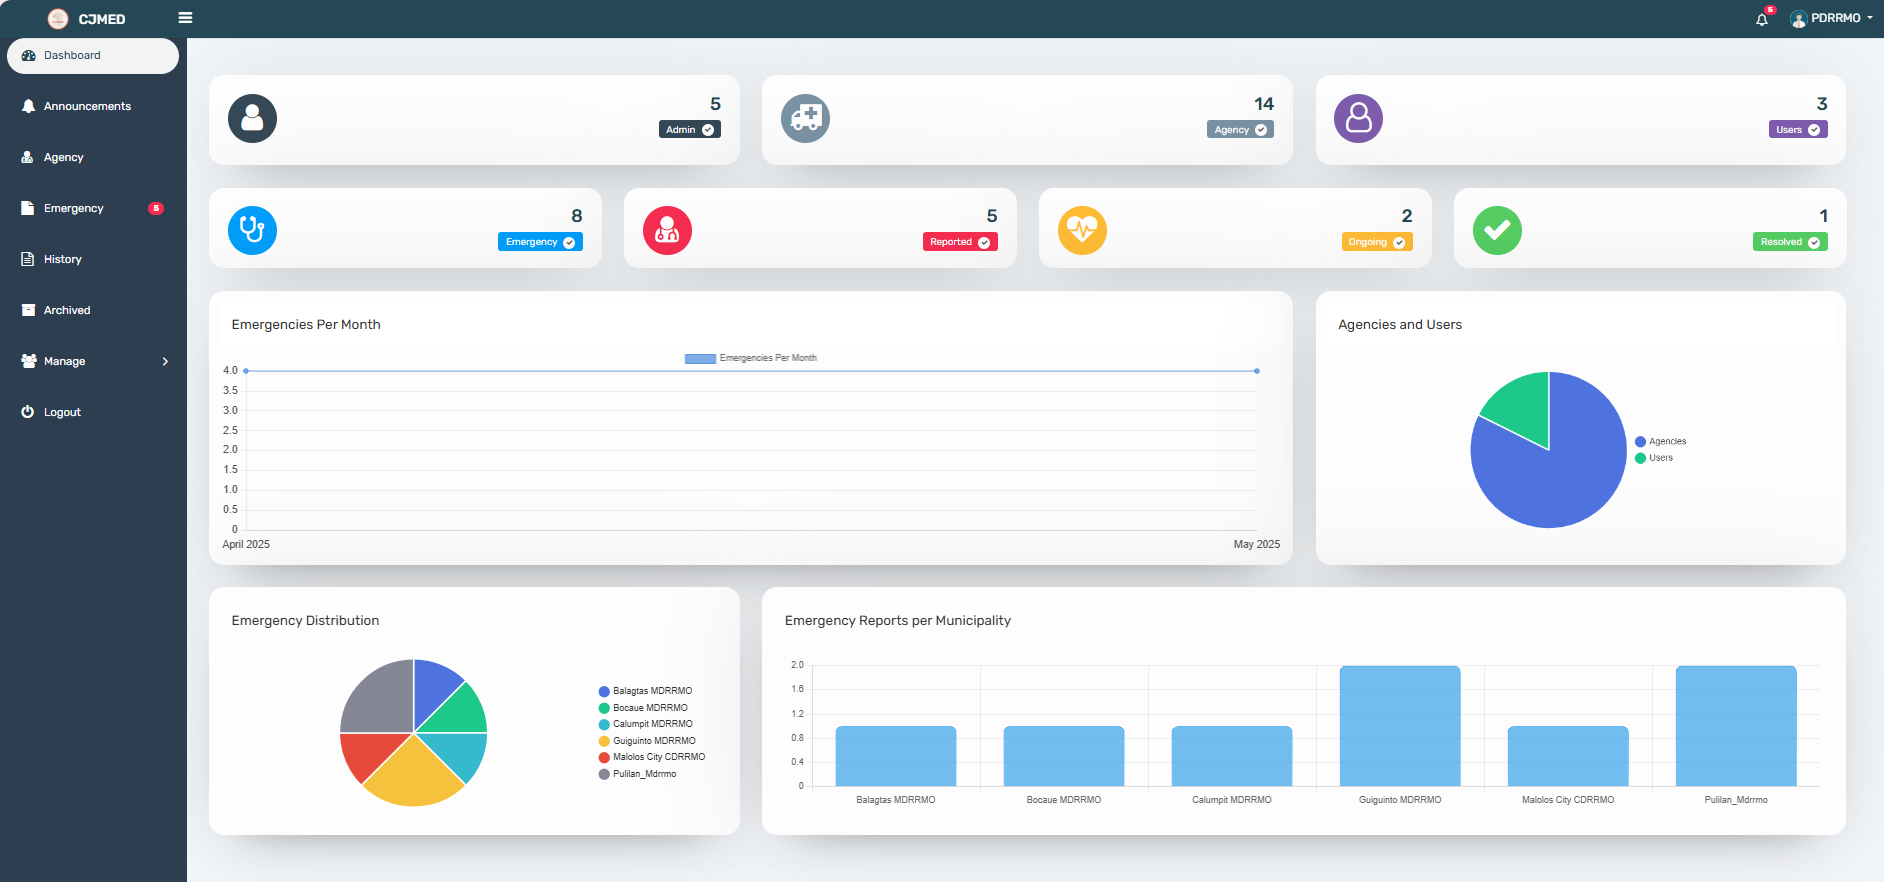 CJMED
5
PDRRMO
Dashboard
Announcements
Agency
Emergency 5
History
Archived
Manage
Logout
5
Admin
14
Agency
3
Users
8
Emergency
5
Reported
2
Ongoing
1
Resolved
Emergencies Per Month
Emergencies Per Month
4.0
3.5
3.0
2.5
2.0
1.5
1.0
0.5
0
April 2025 May 2025
Agencies and Users
Agencies
Users
Emergency Distribution
Balagtas MDRRMO
Bocaue MDRRMO
Calumpit MDRRMO
Guiguinto MDRRMO
Malolos City CDRRMO
Pulilan_Mdrrmo
Emergency Reports per Municipality
2.0
1.6
1.2
0.8
0.4
0
Balagtas MDRRMO Bocaue MDRRMO Calumpit MDRRMO Guiguinto MDRRMO Malolos City CDRRMO Pulilan_Mdrrmo